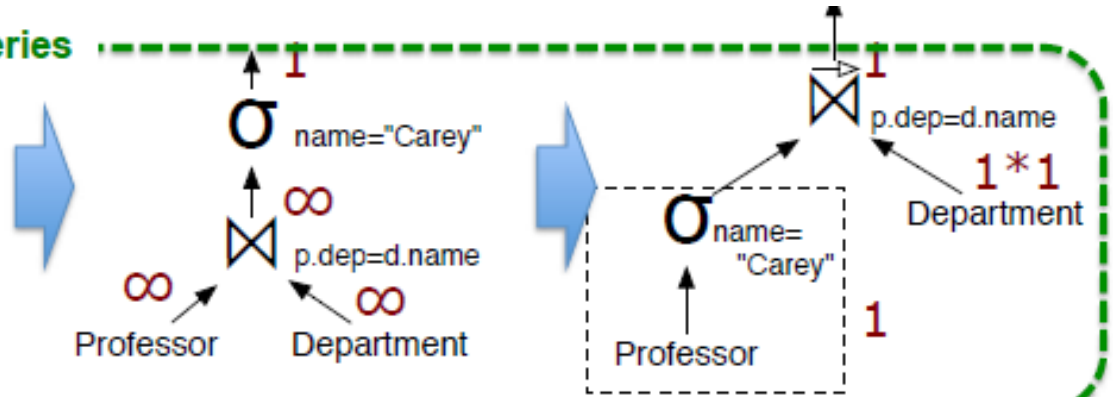 eries
1
σ name="Carey"
∞
⋈ p.dep=d.name
∞ ∞
Professor Department
1
⋈ p.dep=d.name
1*1
Department
σ name=
"Carey"
1
Professor